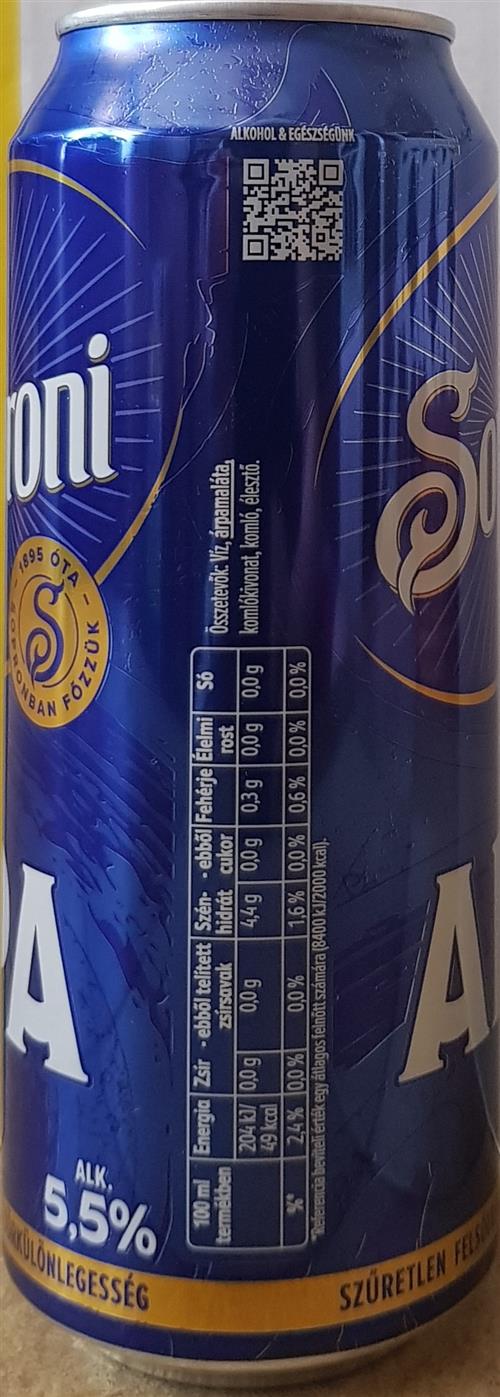 ALKOHOL & EGÉSZSÉGÜNK
roni
1895 ÓTA
SOPRONBAN FŐZZÜK
S
PA
ALK.
5,5%
KÜLÖNLEGESSÉG
Összetevők: Víz, árpamaláta,
komlókivonat, komló, élesztő.
100 ml termékben Energia Zsír - ebből telített zsírsavak Szén-hidrát - ebből cukor Fehérje Élelmi rost Só
204 kJ/ 49 kcal 0,0 g 0,0 g 4,4 g 0,0 g 0,3 g 0,0 g 0,0 g
%* 2,4 % 0,0 % 0,0 % 1,6 % 0,0 % 0,6 % 0,0 % 0,0 %
*Referencia beviteli érték egy átlagos felnőtt számára (8400 kJ/2000 kcal).
So
A
SZŰRETLEN